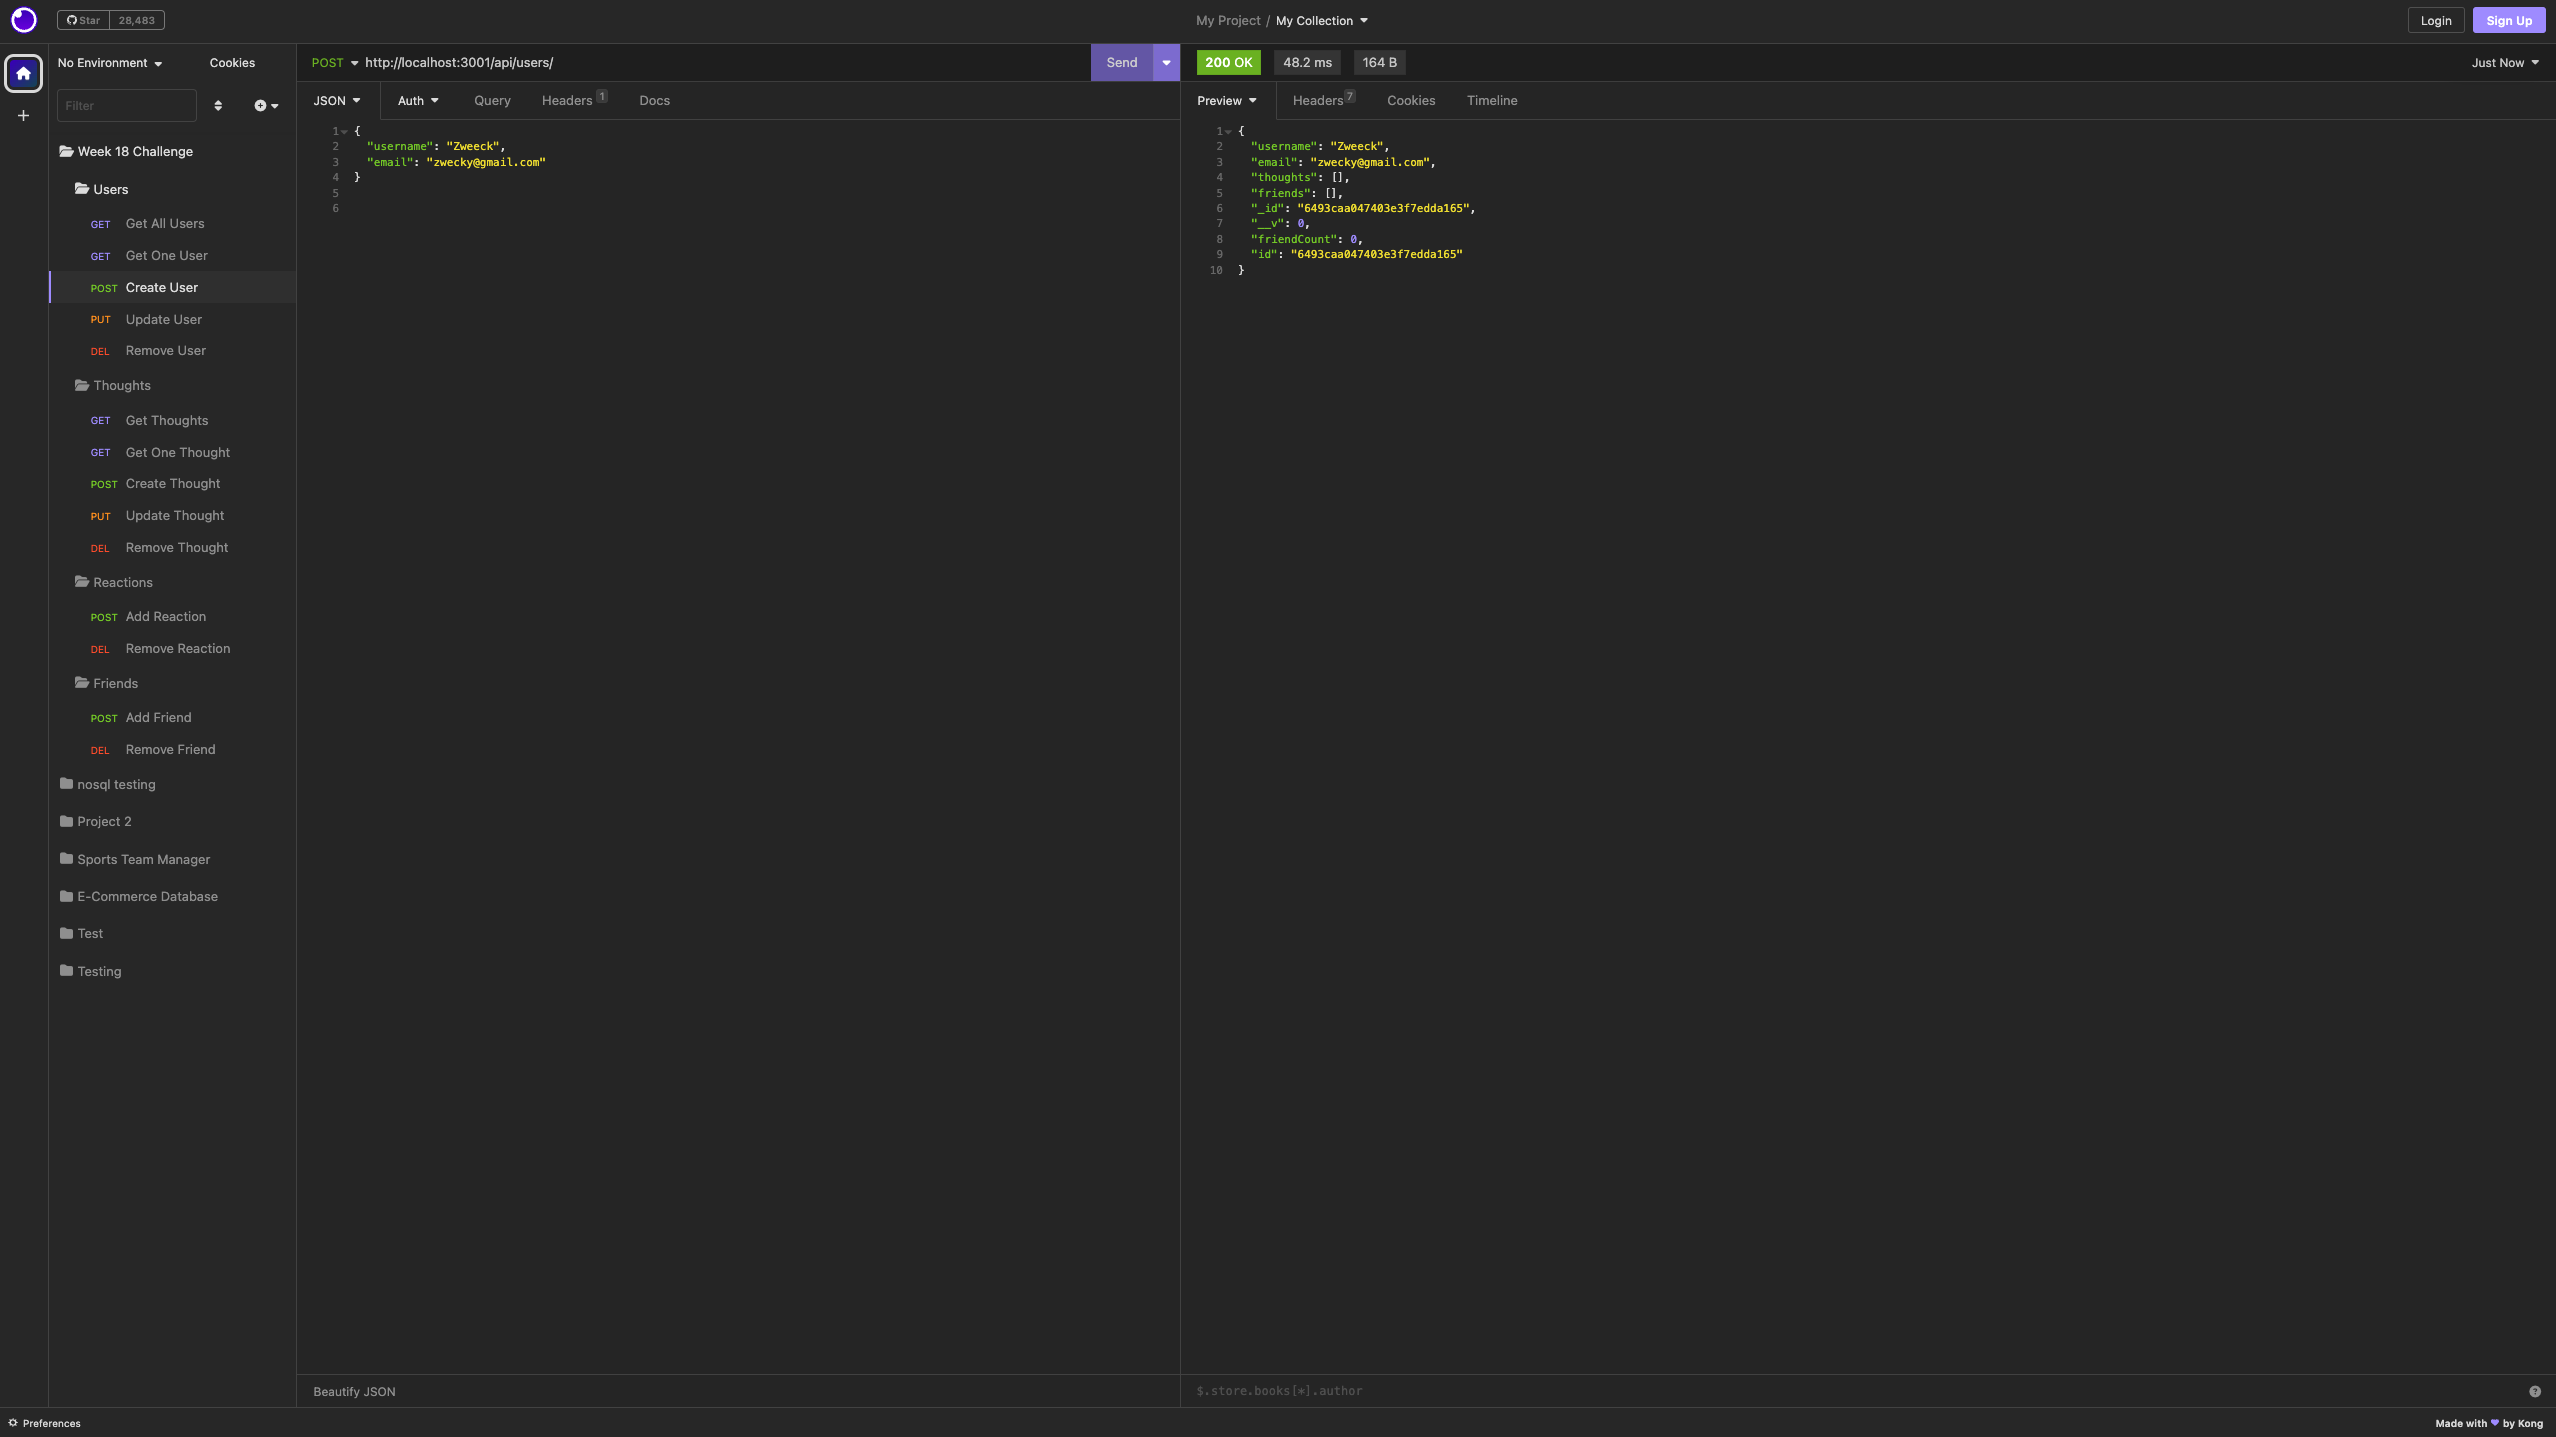 Star 28,483
My Project / My Collection
Login
Sign Up
No Environment
Cookies
Filter
Week 18 Challenge
Users
GET Get All Users
GET Get One User
POST Create User
PUT Update User
DEL Remove User
Thoughts
GET Get Thoughts
GET Get One Thought
POST Create Thought
PUT Update Thought
DEL Remove Thought
Reactions
POST Add Reaction
DEL Remove Reaction
Friends
POST Add Friend
DEL Remove Friend
nosql testing
Project 2
Sports Team Manager
E-Commerce Database
Test
Testing
POST http://localhost:3001/api/users/
Send
JSON Auth Query Headers 1 Docs
1 {
2 "username": "Zweeck",
3 "email": "zwecky@gmail.com"
4 }
5
6
Beautify JSON
200 OK 48.2 ms 164 B
Just Now
Preview Headers 7 Cookies Timeline
1 {
2 "username": "Zweeck",
3 "email": "zwecky@gmail.com",
4 "thoughts": [],
5 "friends": [],
6 "_id": "6493caa047403e3f7edda165",
7 "__v": 0,
8 "friendCount": 0,
9 "id": "6493caa047403e3f7edda165"
10 }
$.store.books[*].author
Preferences
Made with ♥ by Kong